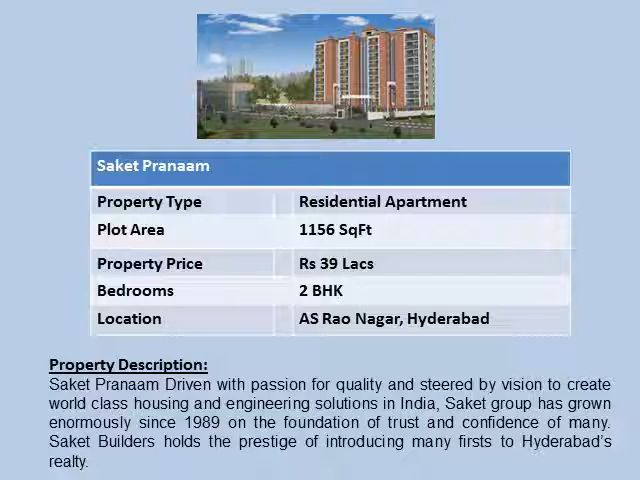 Saket Pranaam
Property Type Residential Apartment
Plot Area 1156 SqFt
Property Price Rs 39 Lacs
Bedrooms 2 BHK
Location AS Rao Nagar, Hyderabad
Property Description:
Saket Pranaam Driven with passion for quality and steered by vision to create
world class housing and engineering solutions in India, Saket group has grown
enormously since 1989 on the foundation of trust and confidence of many.
Saket Builders holds the prestige of introducing many firsts to Hyderabad’s
realty.